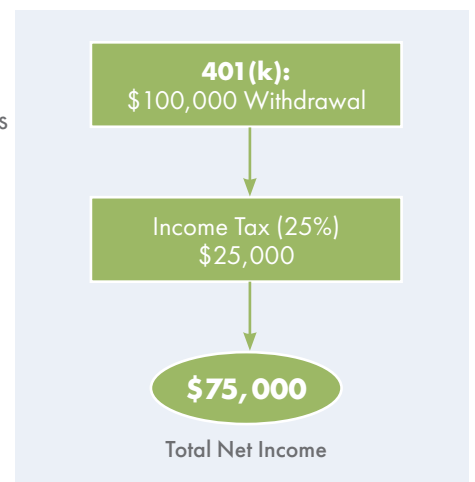 401(k):
$100,000 Withdrawal
s
Income Tax (25%)
$25,000
$75,000
Total Net Income